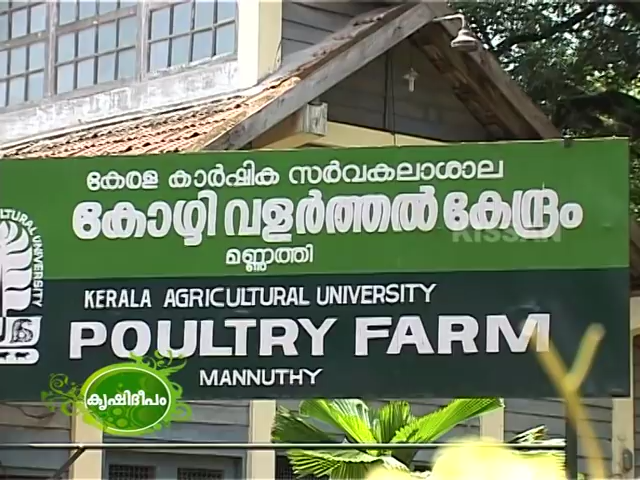 കേരള കാർഷിക സർവകലാശാല
കോഴി വളർത്തൽ കേന്ദ്രം
മണ്ണുത്തി
KISSAN
KERALA AGRICULTURAL UNIVERSITY
POULTRY FARM
MANNUTHY
കൃഷിദീപം